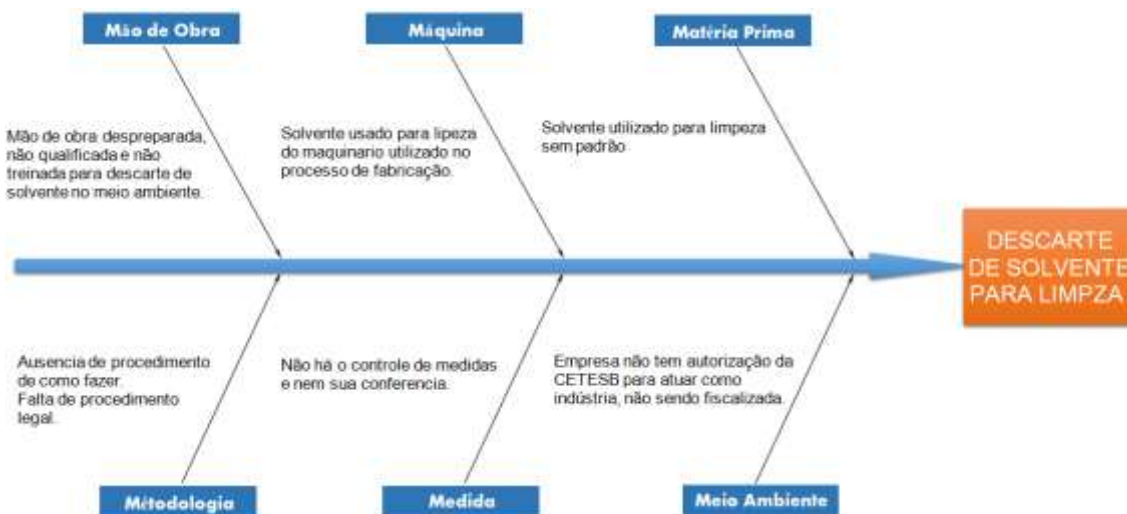 Mão de Obra
Máquina
Matéria Prima
Mão de obra despreparada,
não qualificada e não
treinada para descarte de
solvente no meio ambiente.
Solvente usado para lipeza
do maquinario utilizado no
processo de fabricação.
Solvente utilizado para limpeza
sem padrão
DESCARTE
DE SOLVENTE
PARA LIMPZA
Ausencia de procedimento
de como fazer.
Falta de procedimento
legal.
Não há o controle de medidas
e nem sua conferencia.
Empresa não tem autorização da
CETESB para atuar como
indústria, não sendo fiscalizada.
Métodologia
Medida
Meio Ambiente